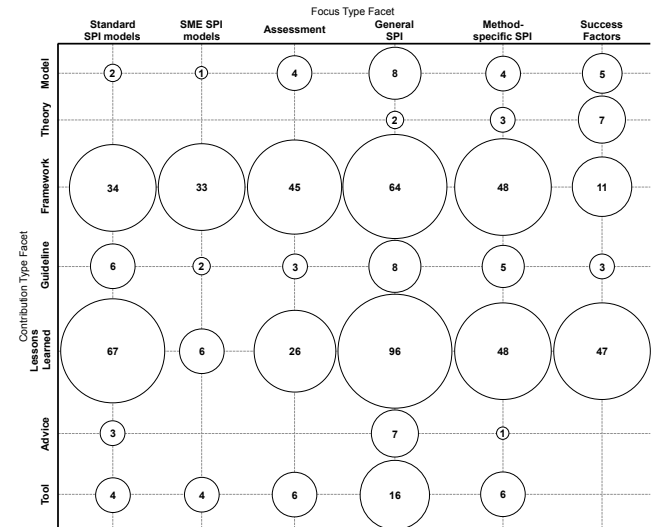 Focus Type Facet
Standard
SPI models
SME SPI
models
Assessment
General
SPI
Method-
specific SPI
Success
Factors
Contribution Type Facet
Model
2
1
4
8
4
5
Theory
2
3
7
Framework
34
33
45
64
48
11
Guideline
6
2
3
8
5
3
Lessons
Learned
67
6
26
96
48
47
Advice
3
7
1
Tool
4
4
6
16
6